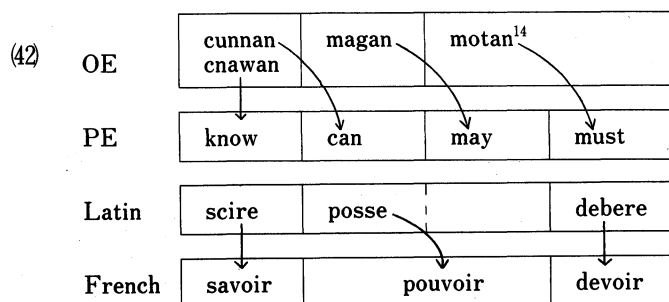 (42)
OE cunnan magan motan14
cnawan
PE know can may must
Latin scire posse debere
French savoir pouvoir devoir